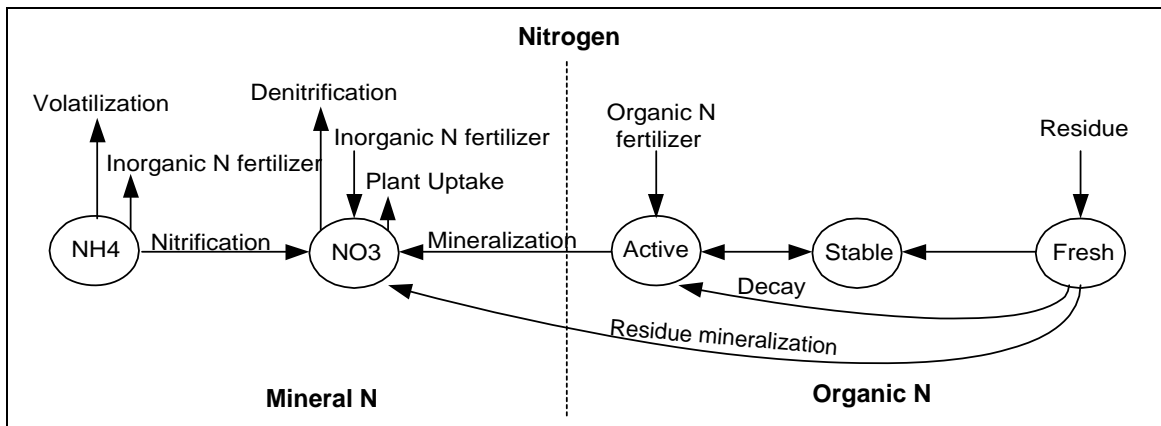 Nitrogen
Volatilization
Denitrification
Inorganic N fertilizer
Inorganic N fertilizer
Plant Uptake
Organic N
fertilizer
Residue
NH4
Nitrification
NO3
Mineralization
Active
Stable
Fresh
Decay
Residue mineralization
Mineral N
Organic N